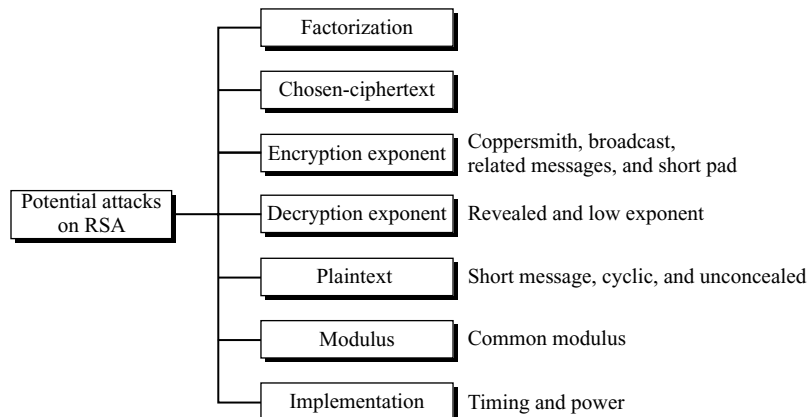 Factorization
Chosen-ciphertext
Encryption exponent
Coppersmith, broadcast,
related messages, and short pad
Potential attacks
on RSA
Decryption exponent
Revealed and low exponent
Plaintext
Short message, cyclic, and unconcealed
Modulus
Common modulus
Implementation
Timing and power